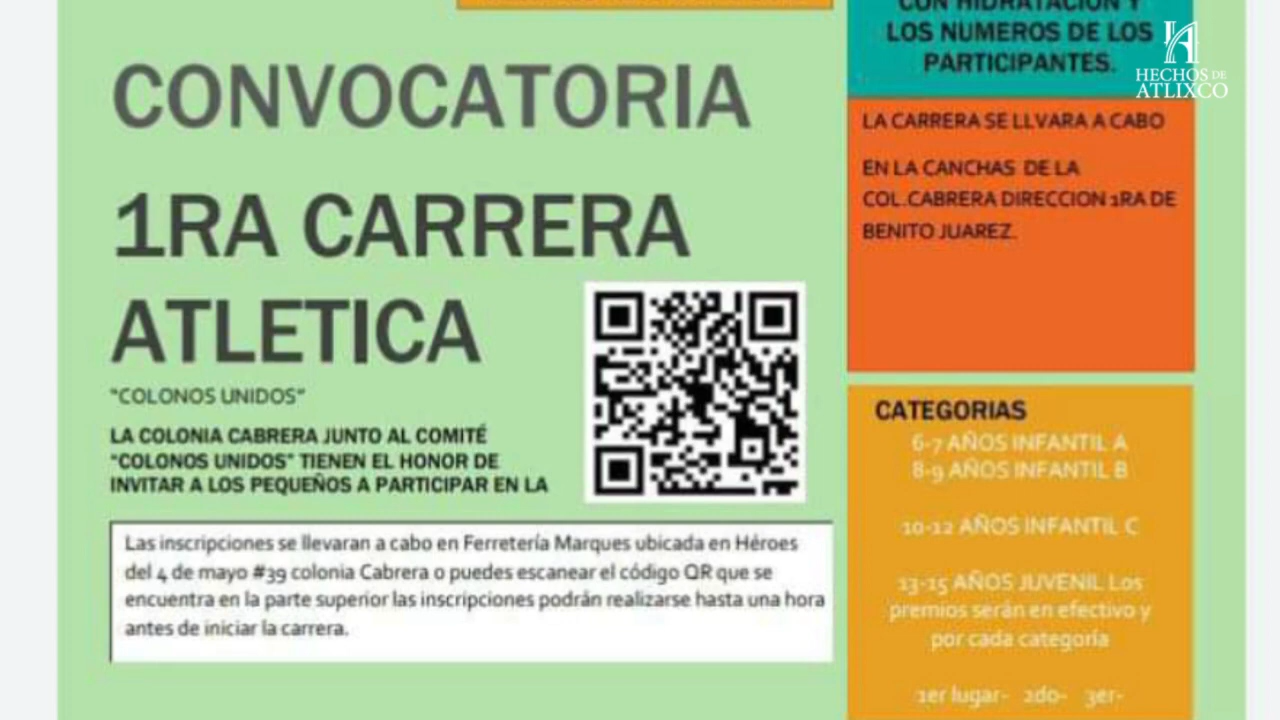 CONVOCATORIA
1RA CARRERA
ATLETICA
"COLONOS UNIDOS"
LA COLONIA CABRERA JUNTO AL COMITÉ
"COLONOS UNIDOS" TIENEN EL HONOR DE
INVITAR A LOS PEQUEÑOS A PARTICIPAR EN LA
Las inscripciones se llevaran a cabo en Ferretería Marques ubicada en Héroes
del 4 de mayo #39 colonia Cabrera o puedes escanear el código QR que se
encuentra en la parte superior las inscripciones podrán realizarse hasta una hora
antes de iniciar la carrera.
CON HIDRATACION Y
LOS NUMEROS DE LOS
PARTICIPANTES.
HECHOS DE
ATLIXCO
LA CARRERA SE LLVARA A CABO
EN LA CANCHAS DE LA
COL.CABRERA DIRECCION 1RA DE
BENITO JUAREZ.
CATEGORIAS
6-7 AÑOS INFANTIL A
8-9 AÑOS INFANTIL B
10-12 AÑOS INFANTIL C
13-15 AÑOS JUVENIL Los
premios serán en efectivo y
por cada categoría
1er lugar- 2do- 3er-